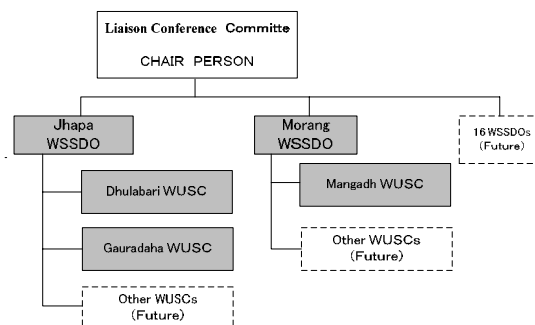 Liaison Conference Committe
CHAIR PERSON
Jhapa
WSSDO
Morang
WSSDO
16 WSSDOs
(Future)
Dhulabari WUSC
Mangadh WUSC
Gauradaha WUSC
Other WUSCs
(Future)
Other WUSCs
(Future)